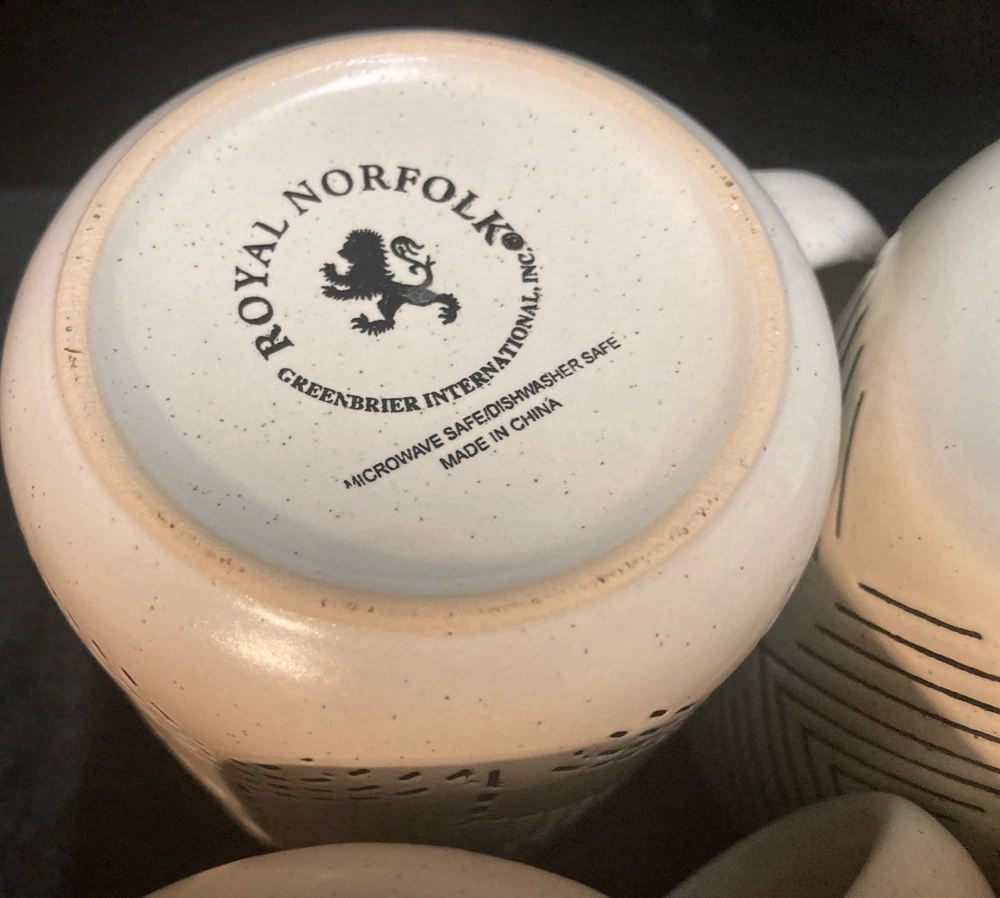 ROYAL NORFOLK®
GREENBRIER INTERNATIONAL, INC.
MICROWAVE SAFE/DISHWASHER SAFE
MADE IN CHINA